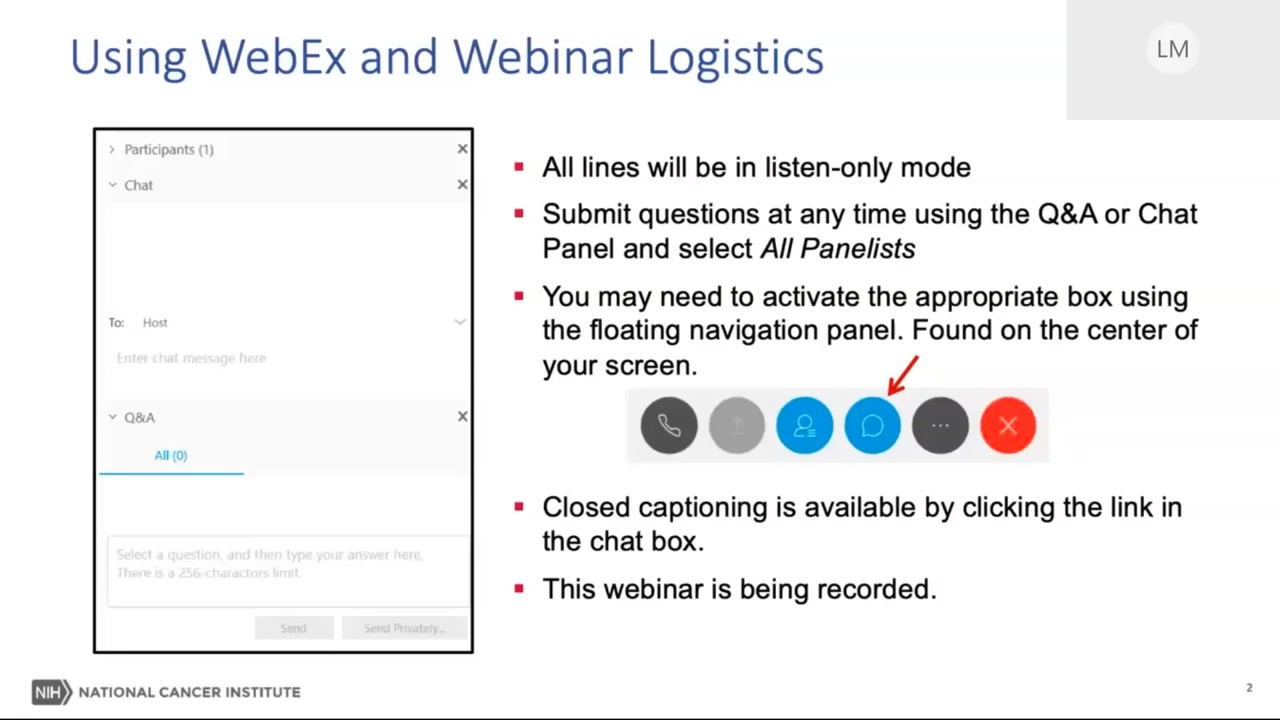 Using WebEx and Webinar Logistics
LM
Participants (1)
Chat
To: Host
Enter chat message here
Q&A
All (0)
Select a question, and then type your answer here,
There is a 256-charactors limit.
Send
Send Privately...
All lines will be in listen-only mode
Submit questions at any time using the Q&A or Chat
Panel and select All Panelists
You may need to activate the appropriate box using
the floating navigation panel. Found on the center of
your screen.
Closed captioning is available by clicking the link in
the chat box.
This webinar is being recorded.
NIH NATIONAL CANCER INSTITUTE
2